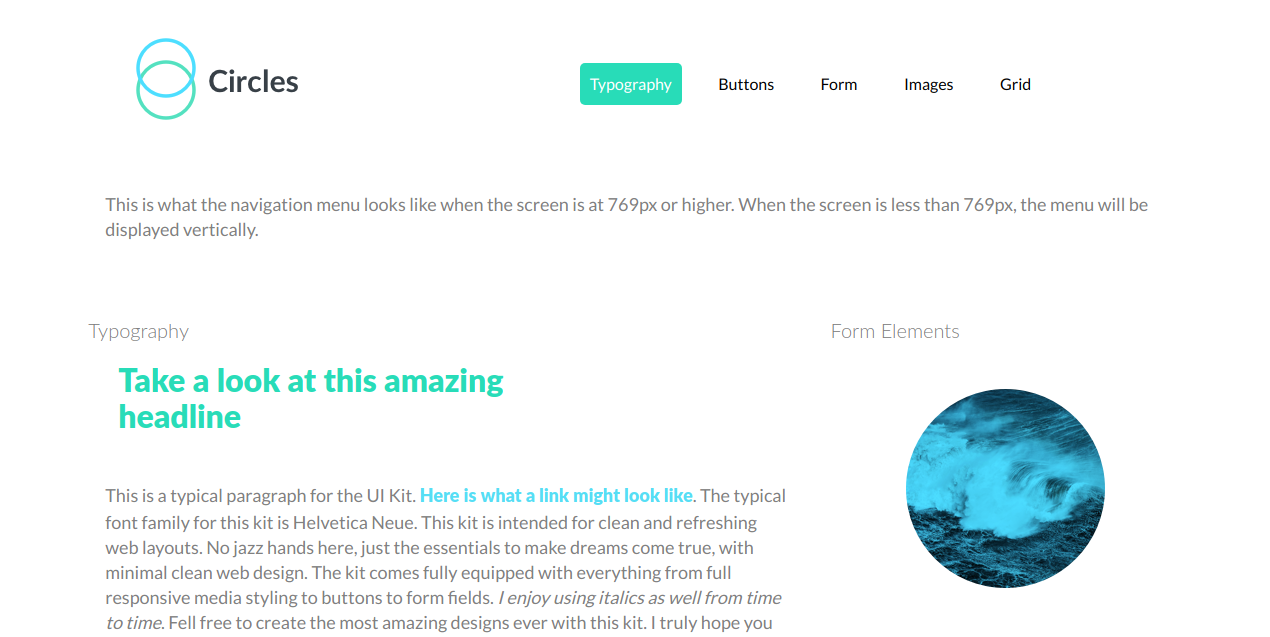 Circles
Typography Buttons Form Images Grid
This is what the navigation menu looks like when the screen is at 769px or higher. When the screen is less than 769px, the menu will be
displayed vertically.
Typography
Take a look at this amazing
headline
This is a typical paragraph for the UI Kit. Here is what a link might look like. The typical
font family for this kit is Helvetica Neue. This kit is intended for clean and refreshing
web layouts. No jazz hands here, just the essentials to make dreams come true, with
minimal clean web design. The kit comes fully equipped with everything from full
responsive media styling to buttons to form fields. I enjoy using italics as well from time
to time. Fell free to create the most amazing designs ever with this kit. I truly hope you
Form Elements